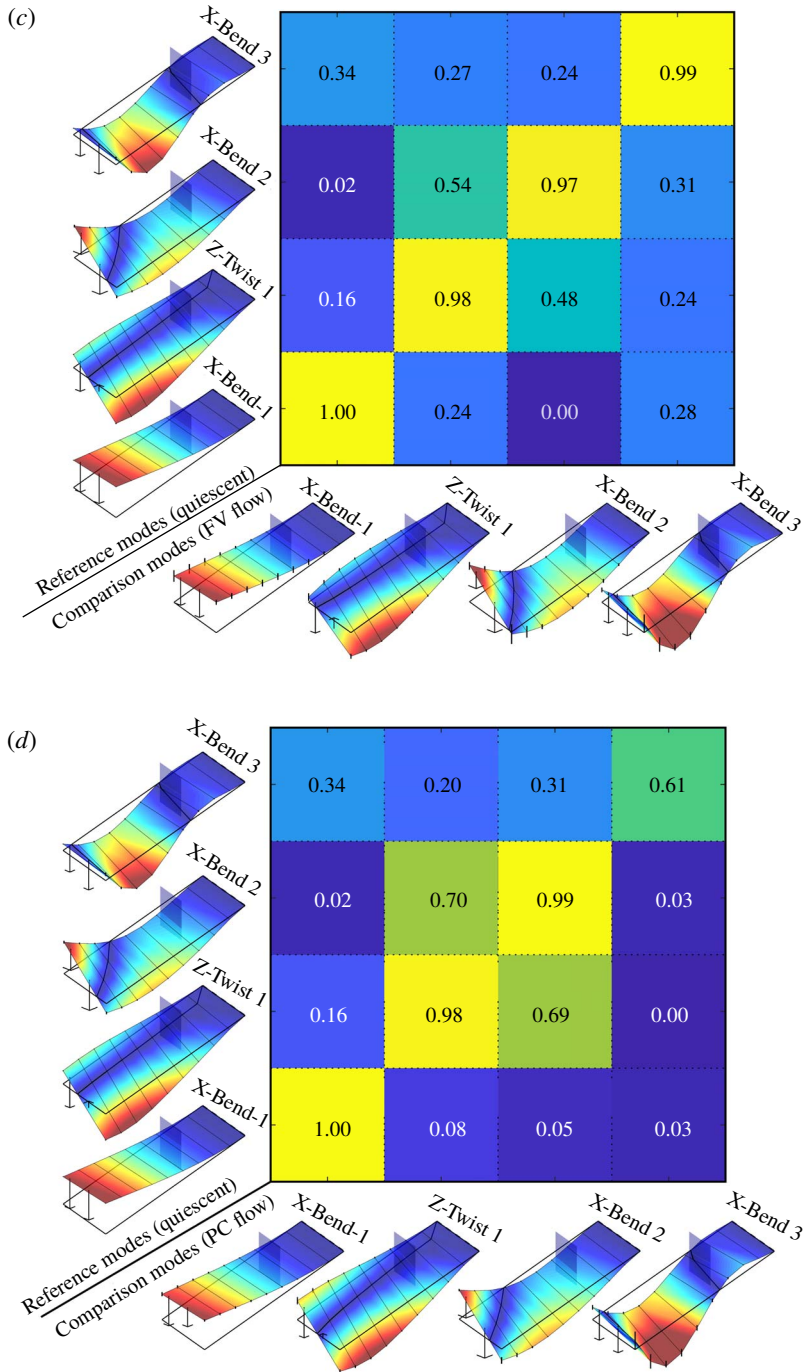 (c)
X-Bend 3
0.34 0.27 0.24 0.99
X-Bend 2
0.02 0.54 0.97 0.31
Z-Twist 1
0.16 0.98 0.48 0.24
X-Bend-1
1.00 0.24 0.00 0.28
Reference modes (quiescent)
Comparison modes (FV flow)
X-Bend-1
Z-Twist 1
X-Bend 2
X-Bend 3
(d)
X-Bend 3
0.34 0.20 0.31 0.61
X-Bend 2
0.02 0.70 0.99 0.03
Z-Twist 1
0.16 0.98 0.69 0.00
X-Bend-1
1.00 0.08 0.05 0.03
Reference modes (quiescent)
Comparison modes (PC flow)
X-Bend-1
Z-Twist 1
X-Bend 2
X-Bend 3